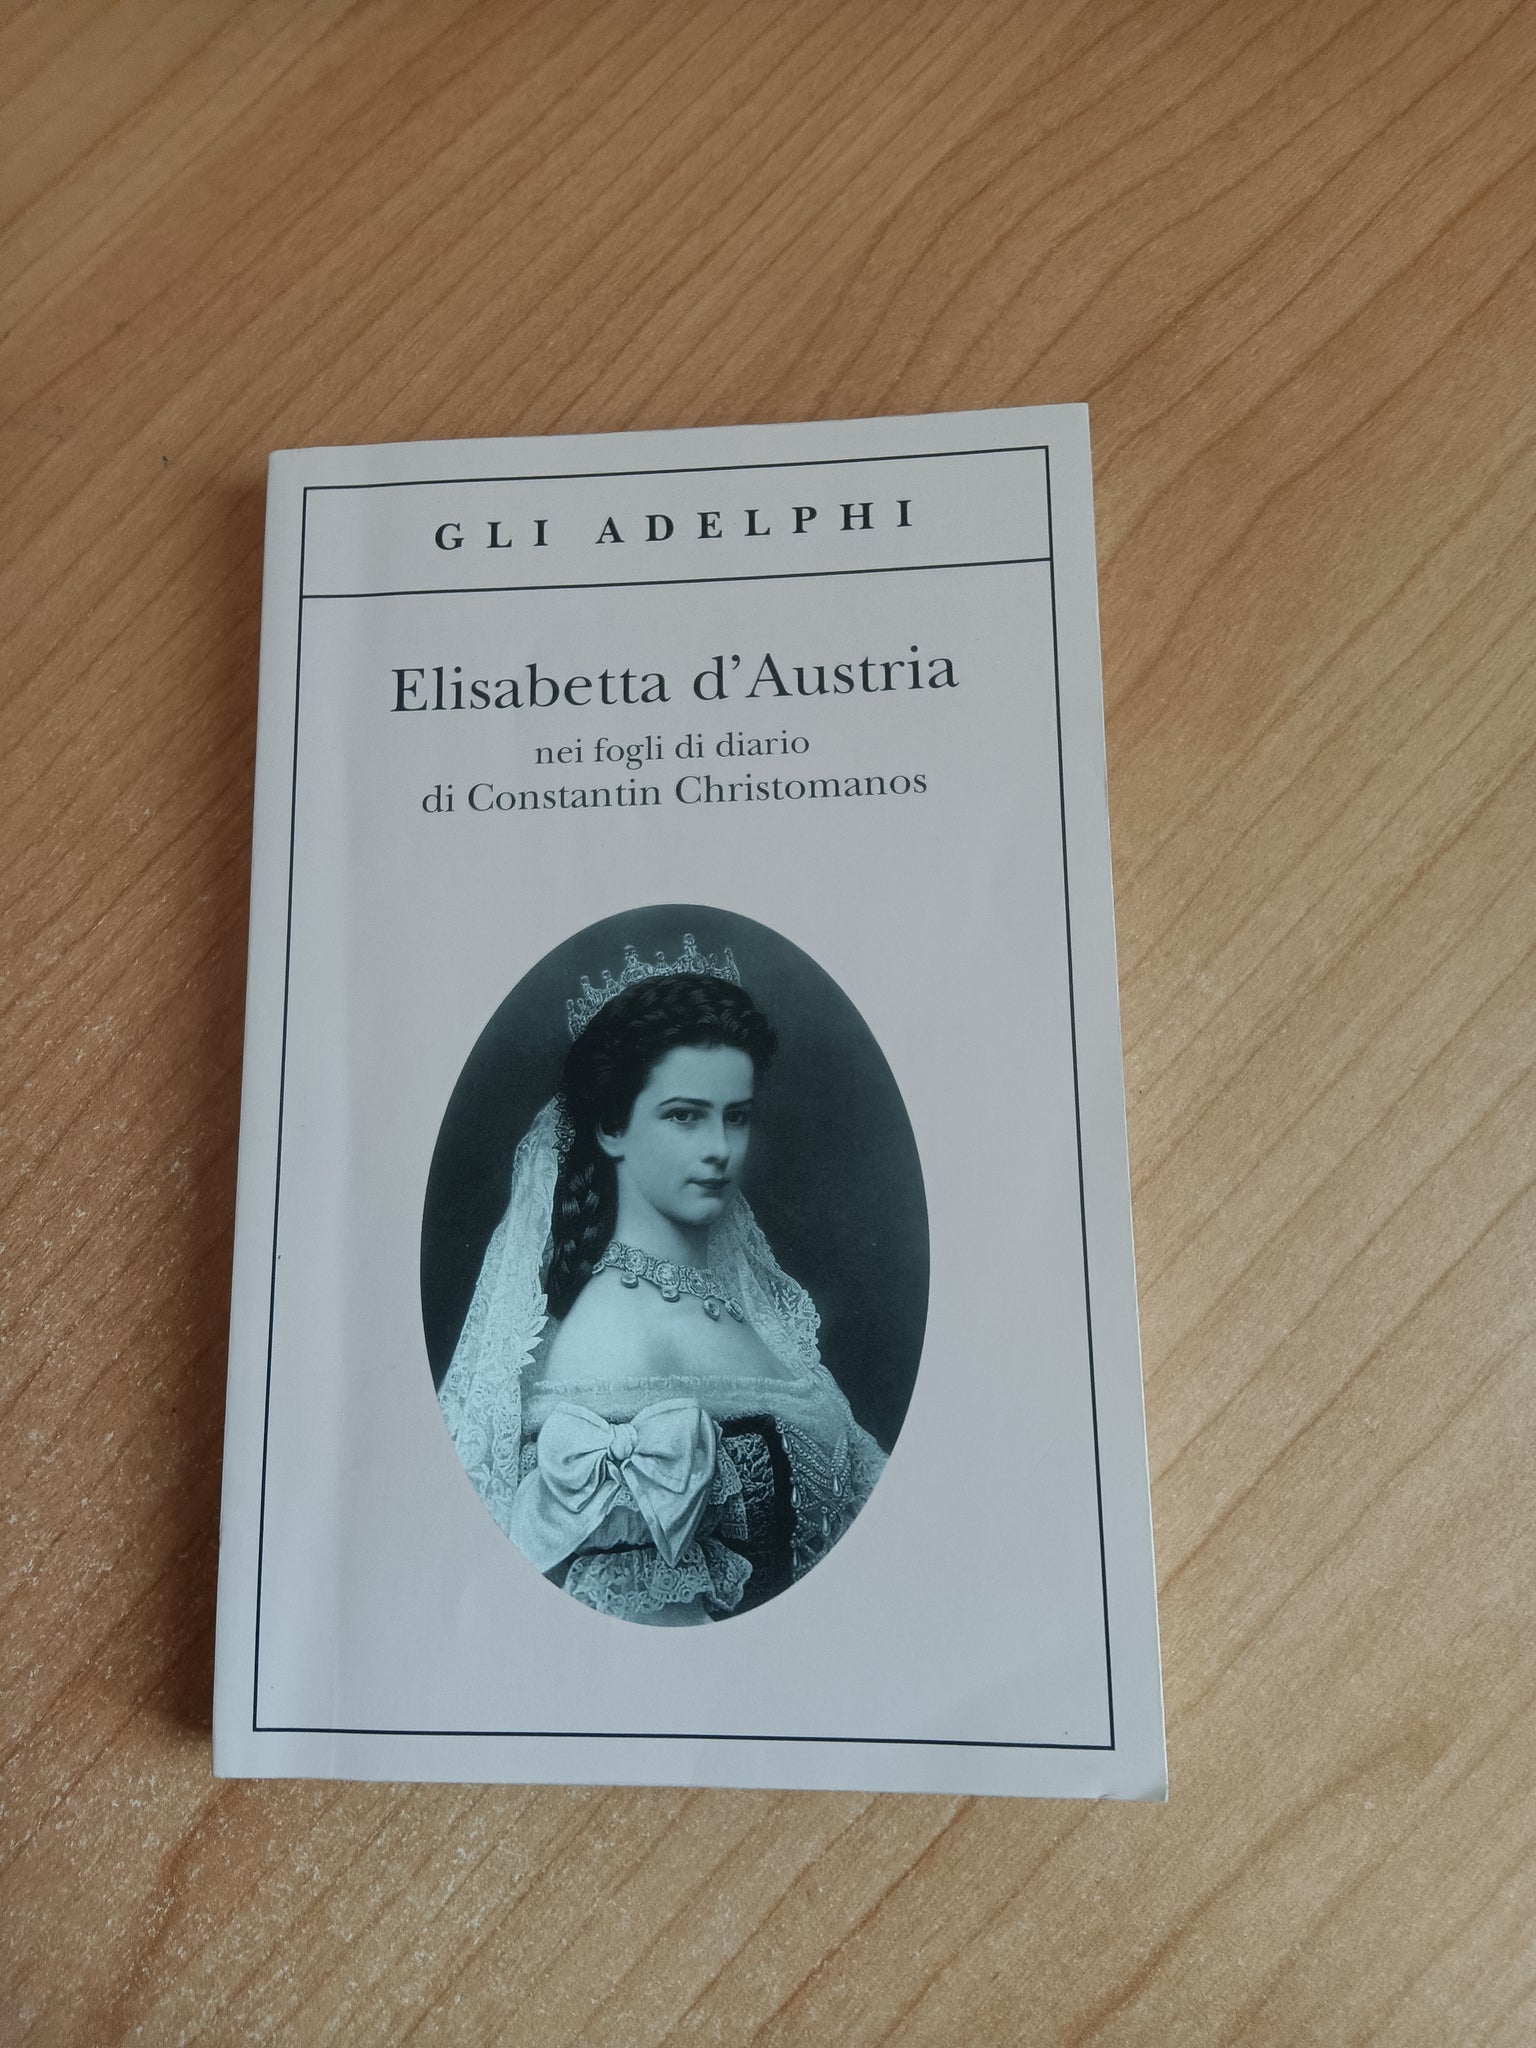 GLI ADELPHI
Elisabetta d'Austria
nei fogli di diario
di Constantin Christomanos